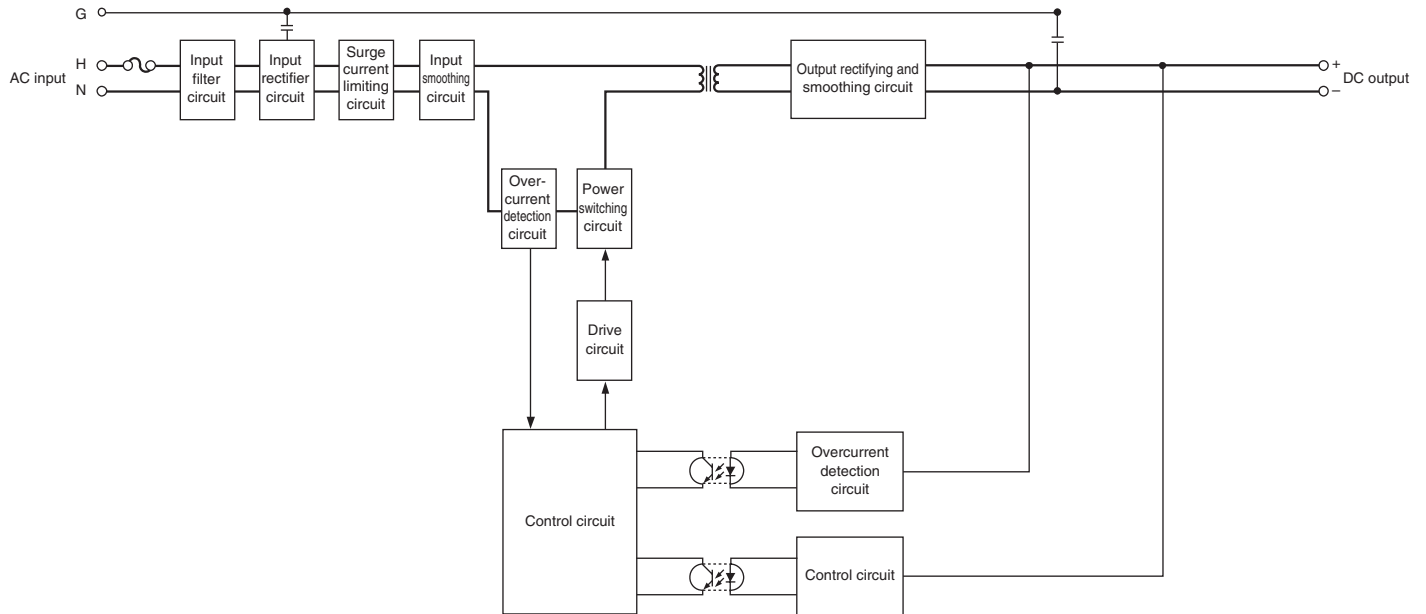 G
AC input
H
N
Input
filter
circuit
Input
rectifier
circuit
Surge
current
limiting
circuit
Input
smoothing
circuit
Output rectifying and
smoothing circuit
+
–
DC output
Over-
current
detection
circuit
Power
switching
circuit
Drive
circuit
Control circuit
Overcurrent
detection
circuit
Control circuit